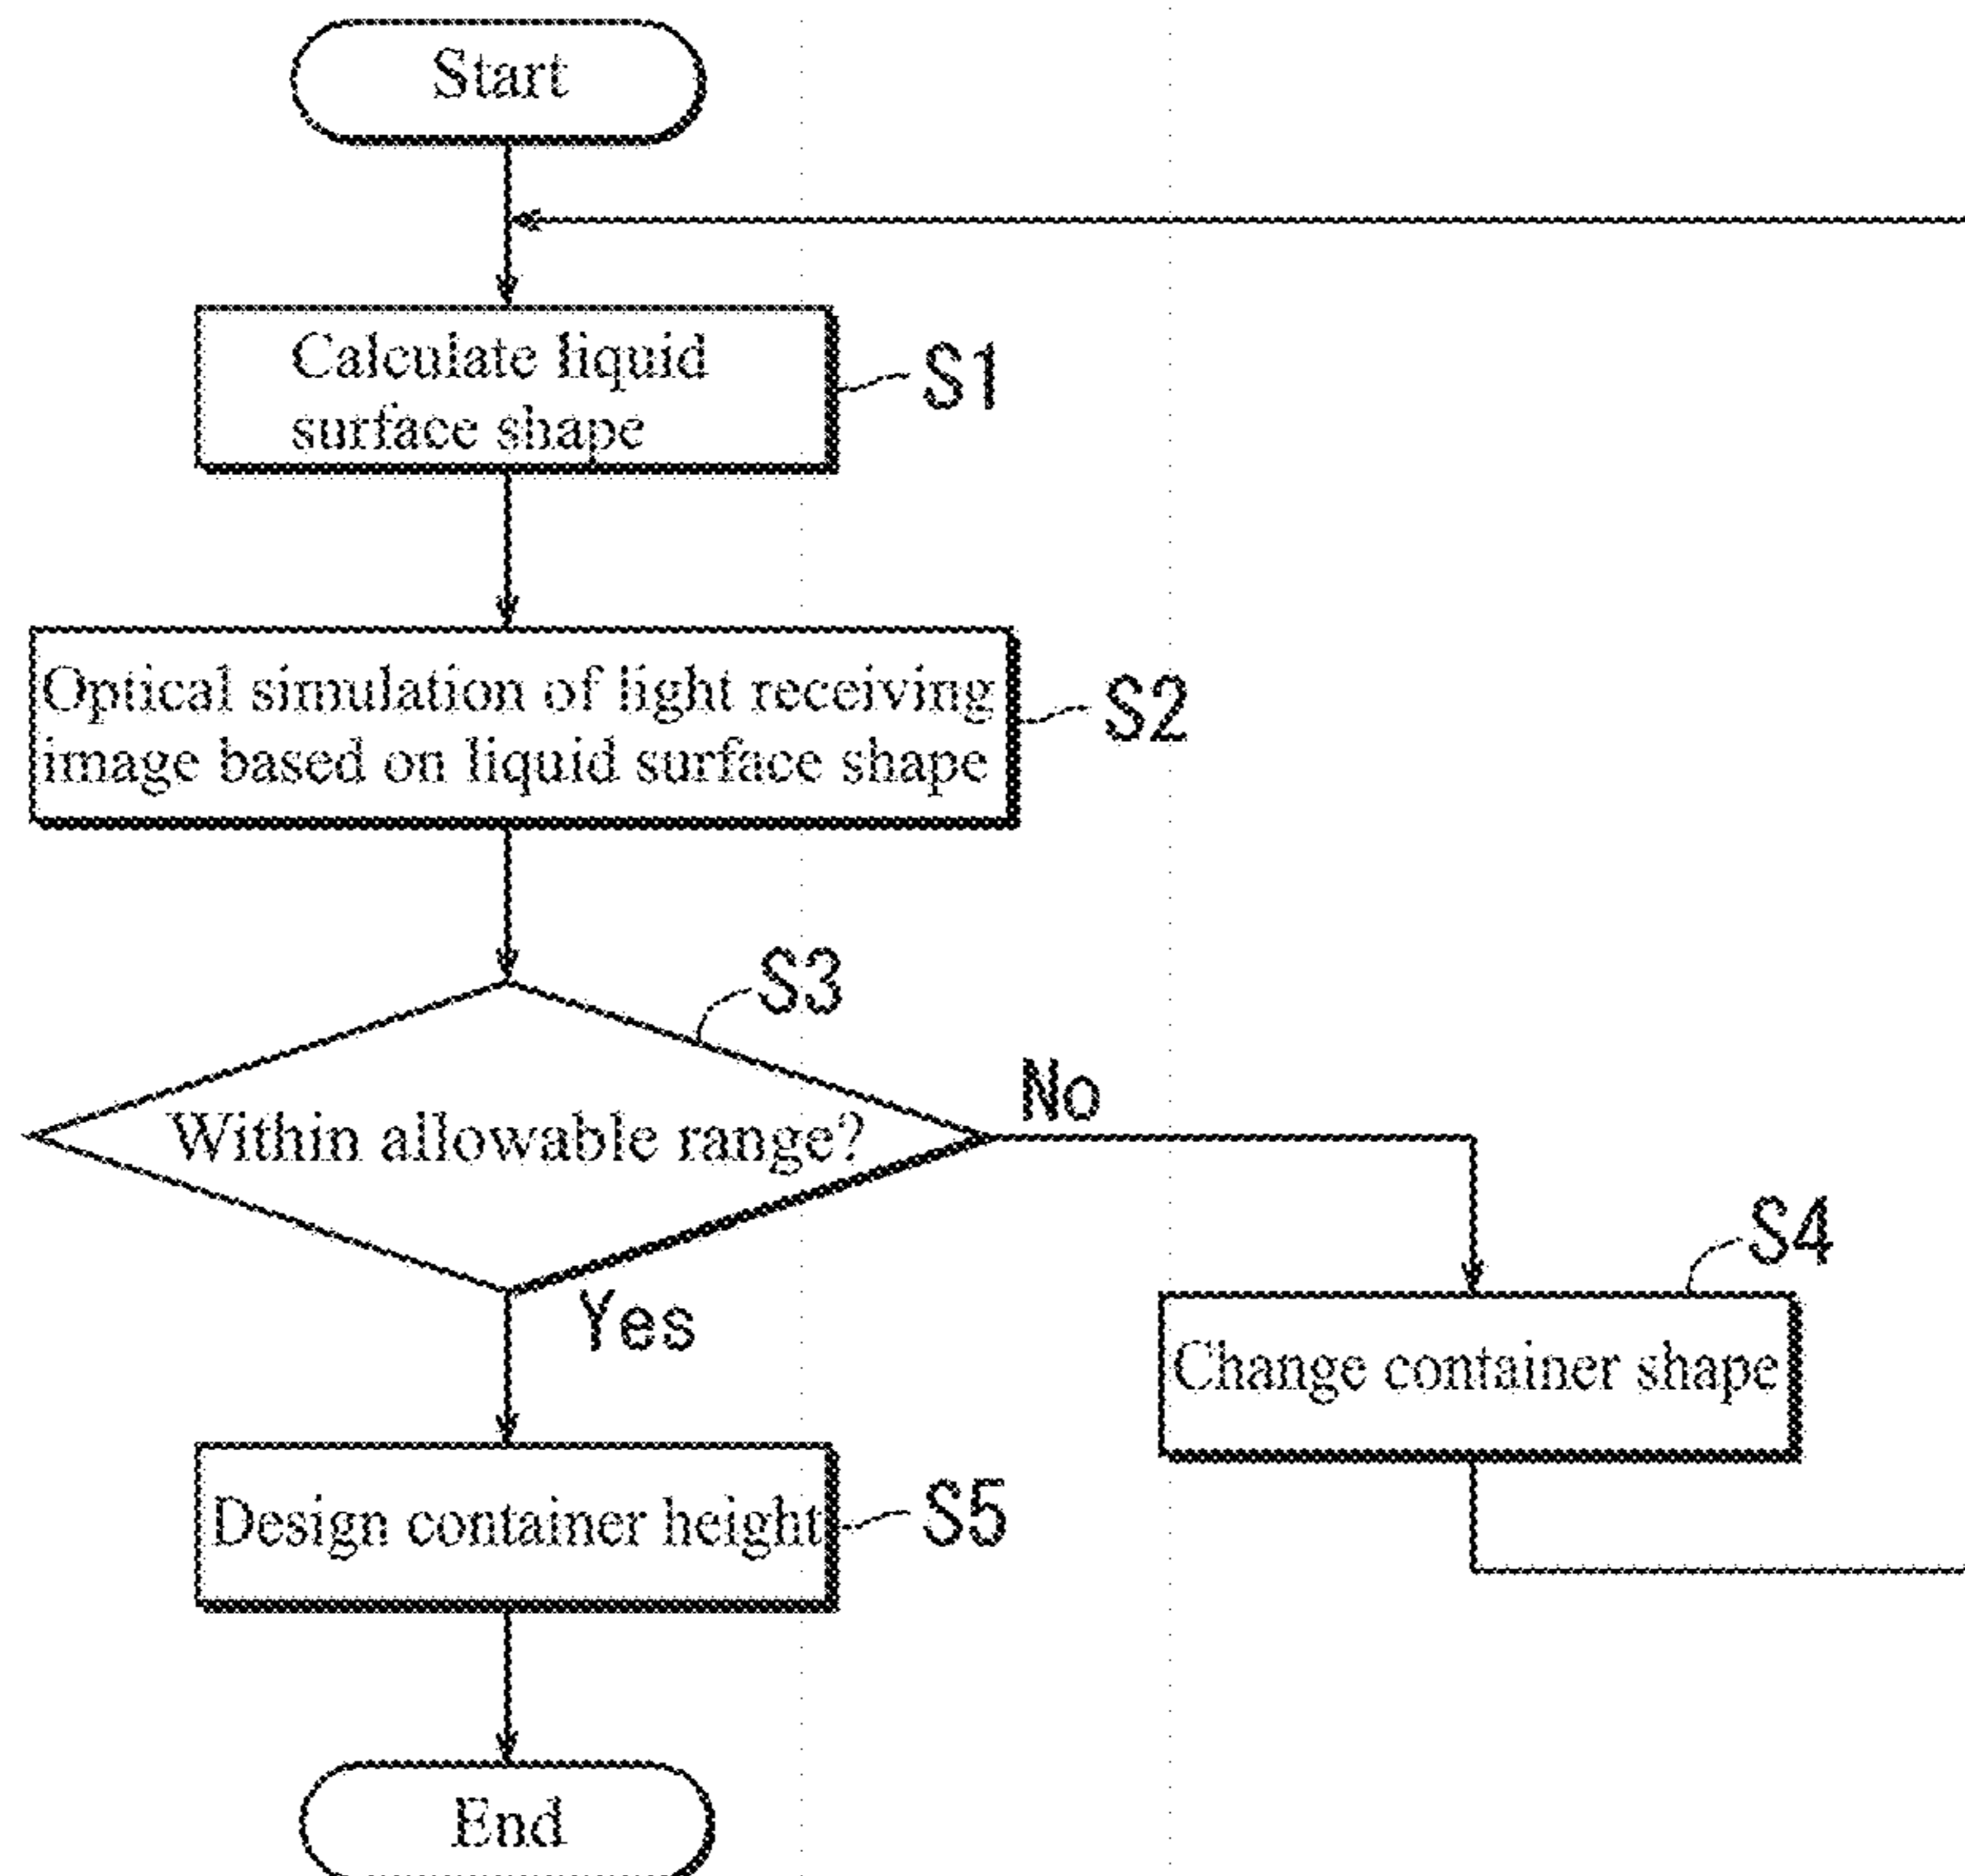 Start
Calculate liquid
surface shape
S1
Optical simulation of light receiving
image based on liquid surface shape
S2
S3
Within allowable range?
No
Yes
S4
Change container shape
Design container height
S5
End